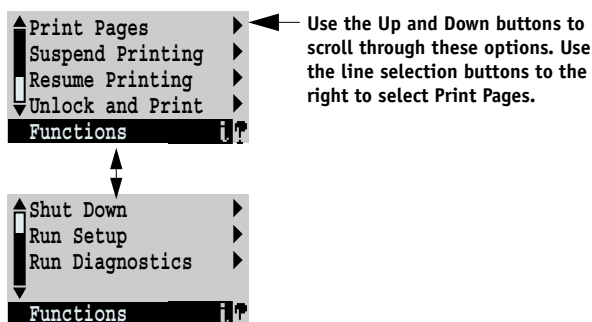 Print Pages
Suspend Printing
Resume Printing
Unlock and Print
Functions
Use the Up and Down buttons to
scroll through these options. Use
the line selection buttons to the
right to select Print Pages.
Shut Down
Run Setup
Run Diagnostics
Functions